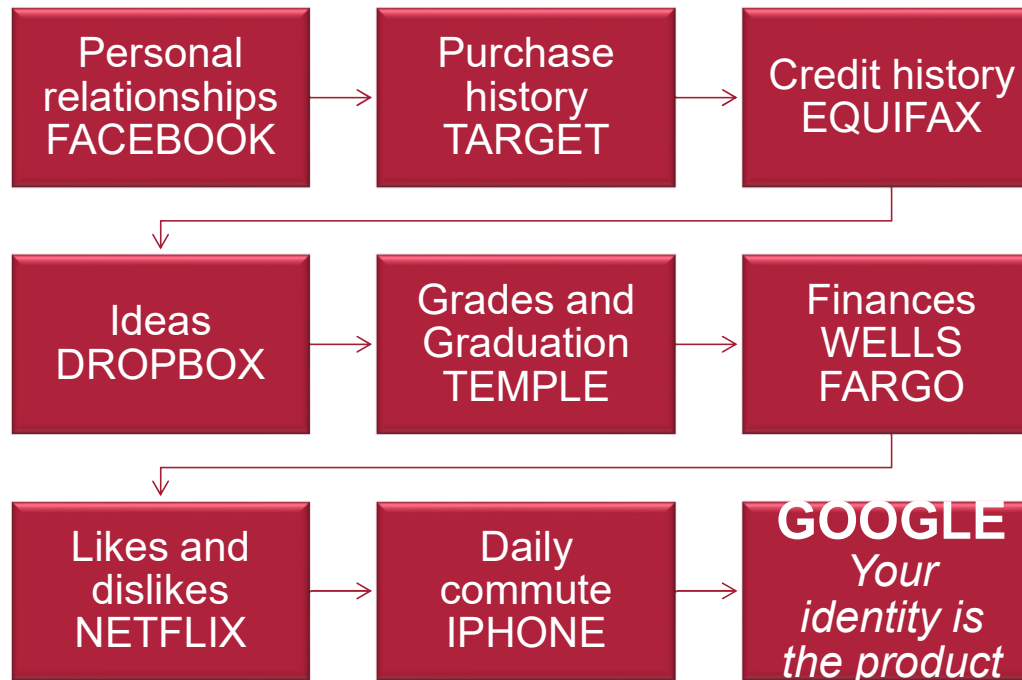 Personal
relationships
FACEBOOK
Purchase
history
TARGET
Credit history
EQUIFAX
Ideas
DROPBOX
Grades and
Graduation
TEMPLE
Finances
WELLS
FARGO
Likes and
dislikes
NETFLIX
Daily
commute
IPHONE
GOOGLE
Your
identity is
the product